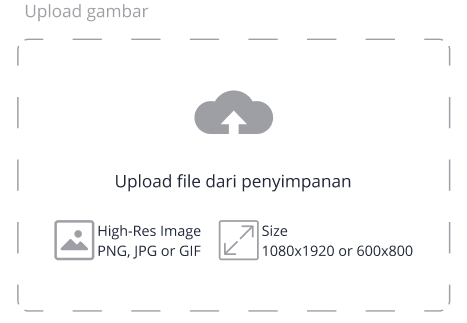 Upload gambar
Upload file dari penyimpanan
High-Res Image
PNG, JPG or GIF
Size
1080x1920 or 600x800